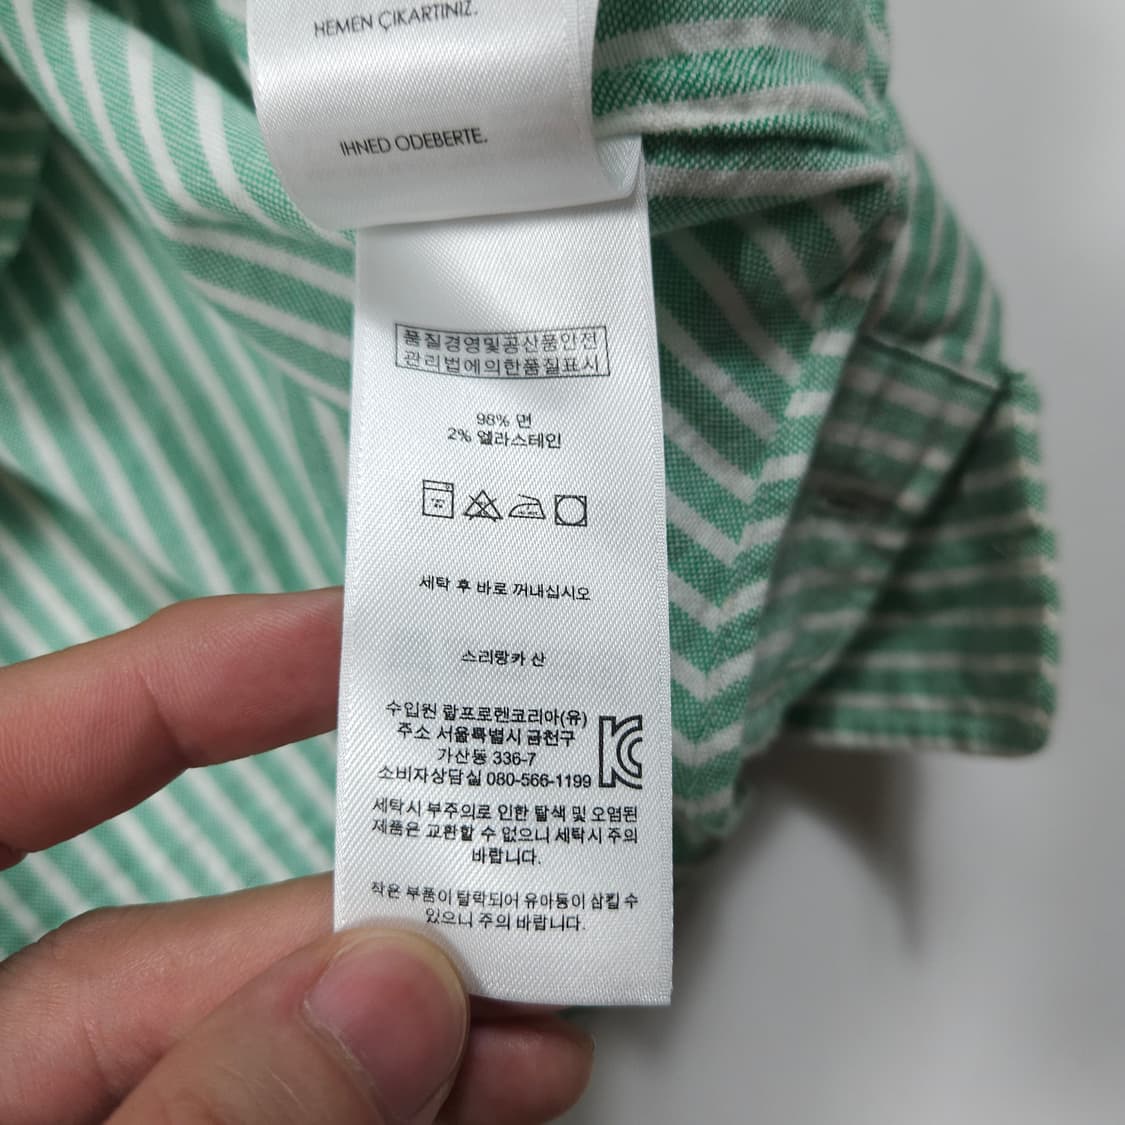 HEMEN ÇIKARTINIZ.
IHNED ODEBERTE.
품질경영및공산품안전
관리법에의한품질표시
98% 면
2% 엘라스테인
세탁 후 바로 꺼내십시오
스리랑카 산
수입원 랄프로렌코리아(유)
주소 서울특별시 금천구
가산동 336-7
소비자상담실 080-566-1199
세탁시 부주의로 인한 탈색 및 오염된
제품은 교환할 수 없으니 세탁시 주의
바랍니다.
작은 부품이 탈락되어 유아등이 삼킬 수
있으니 주의 바랍니다.